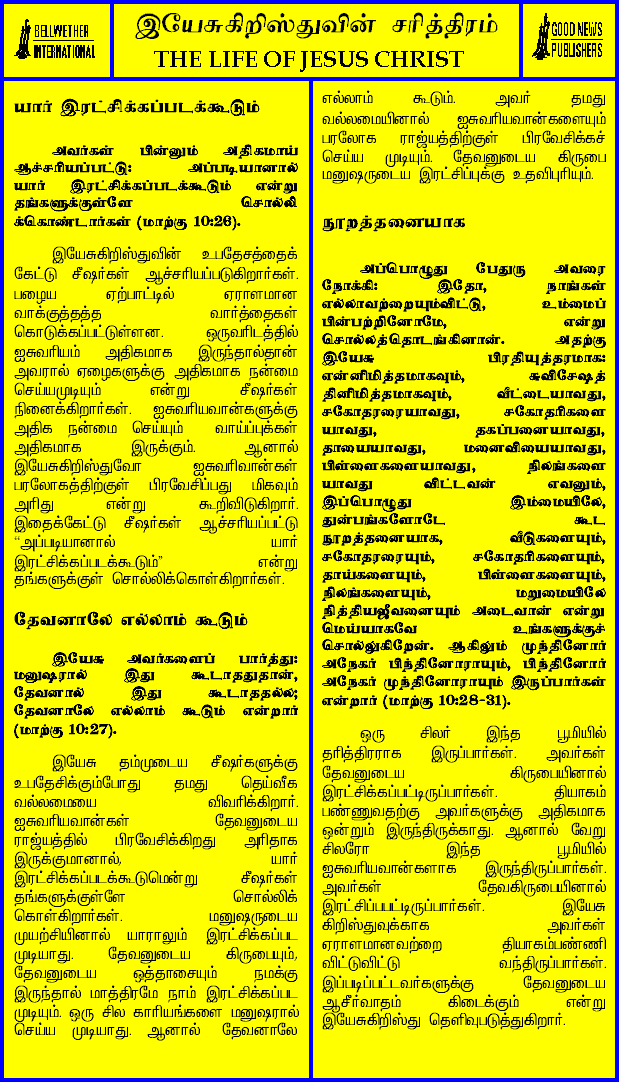 BELLWETHER
INTERNATIONAL
இயேசுகிறிஸ்துவின் சரித்திரம்
THE LIFE OF JESUS CHRIST
GOOD NEWS
PUBLISHERS
யார் இரட்சிக்கப்படக்கூடும்
அவர்கள் பின்னும் அதிகமாய்
ஆச்சரியப்பட்டு: அப்படியானால்
யார் இரட்சிக்கப்படக்கூடும் என்று
தங்களுக்குள்ளே சொல்லி
க்கொண்டார்கள் (மாற்கு 10:26).
இயேசுகிறிஸ்துவின் உபதேசத்தைக்
கேட்டு சீஷர்கள் ஆச்சரியப்படுகிறார்கள்.
பழைய ஏற்பாட்டில் ஏராளமான
வாக்குத்தத்த வார்த்தைகள்
கொடுக்கப்பட்டுள்ளன. ஒருவரிடத்தில்
ஐசுவரியம் அதிகமாக இருந்தால்தான்
அவரால் ஏழைகளுக்கு அதிகமாக நன்மை
செய்யமுடியும் என்று சீஷர்கள்
நினைக்கிறார்கள். ஐசுவரியவான்களுக்கு
அதிக நன்மை செய்யும் வாய்ப்புக்கள்
அதிகமாக இருக்கும். ஆனால்
இயேசுகிறிஸ்துவோ ஐசுவரிவான்கள்
பரலோகத்திற்குள் பிரவேசிப்பது மிகவும்
அரிது என்று கூறிவிடுகிறார்.
இதைக்கேட்டு சீஷர்கள் ஆச்சரியப்பட்டு
“அப்படியானால் யார்
இரட்சிக்கப்படக்கூடும்” என்று
தங்களுக்குள் சொல்லிக்கொள்கிறார்கள்.
தேவனாலே எல்லாம் கூடும்
இயேசு அவர்களைப் பார்த்து:
மனுஷரால் இது கூடாததுதான்,
தேவனால் இது கூடாததல்ல;
தேவனாலே எல்லாம் கூடும் என்றார்
(மாற்கு 10:27).
இயேசு தம்முடைய சீஷர்களுக்கு
உபதேசிக்கும்போது தமது தெய்வீக
வல்லமையை விவரிக்கிறார்.
ஐசுவரியவான்கள் தேவனுடைய
ராஜ்யத்தில் பிரவேசிக்கிறது அரிதாக
இருக்குமானால், யார்
இரட்சிக்கப்படக்கூடுமென்று சீஷர்கள்
தங்களுக்குள்ளே சொல்லிக்
கொள்கிறார்கள். மனுஷருடைய
முயற்சியினால் யாராலும் இரட்சிக்கப்பட
முடியாது. தேவனுடைய கிருபையும்,
தேவனுடைய ஒத்தாசையும் நமக்கு
இருந்தால் மாத்திரமே நாம் இரட்சிக்கப்பட
முடியும். ஒரு சில காரியங்களை மனுஷரால்
செய்ய முடியாது. ஆனால் தேவனாலே
எல்லாம் கூடும். அவர் தமது
வல்லமையினால் ஐசுவரியவான்களையும்
பரலோக ராஜ்யத்திற்குள் பிரவேசிக்கச்
செய்ய முடியும். தேவனுடைய கிருபை
மனுஷருடைய இரட்சிப்புக்கு உதவிபுரியும்.
நூறத்தனையாக
அப்பொழுது பேதுரு அவரை
நோக்கி: இதோ, நாங்கள்
எல்லாவற்றையும்விட்டு, உம்மைப்
பின்பற்றினோமே, என்று
சொல்லத்தொடங்கினான். அதற்கு
இயேசு பிரதியுத்தரமாக:
என்னிமித்தமாகவும், சுவிசேஷத்
தினிமித்தமாகவும், வீட்டையாவது,
சகோதரரையாவது, சகோதரிகளை
யாவது, தகப்பனையாவது,
தாயையாவது, மனைவியையாவது,
பிள்ளைகளையாவது, நிலங்களை
யாவது விட்டவன் எவனும்,
இப்பொழுது இம்மையிலே,
துன்பங்களோடே கூட
நூறத்தனையாக, வீடுகளையும்,
சகோதரரையும், சகோதரிகளையும்,
தாய்களையும், பிள்ளைகளையும்,
நிலங்களையும், மறுமையிலே
நித்தியஜீவனையும் அடைவான் என்று
மெய்யாகவே உங்களுக்குச்
சொல்லுகிறேன். ஆகிலும் முந்தினோர்
அநேகர் பிந்தினோராயும், பிந்தினோர்
அநேகர் முந்தினோராயும் இருப்பார்கள்
என்றார் (மாற்கு 10:28-31).
ஒரு சிலர் இந்த பூமியில்
தரித்திரராக இருப்பார்கள். அவர்கள்
தேவனுடைய கிருபையினால்
இரட்சிக்கப்பட்டிருப்பார்கள். தியாகம்
பண்ணுவதற்கு அவர்களுக்கு அதிகமாக
ஒன்றும் இருந்திருக்காது. ஆனால் வேறு
சிலரோ இந்த பூமியில்
ஐசுவரியவான்களாக இருந்திருப்பார்கள்.
அவர்கள் தேவகிருபையினால்
இரட்சிப்பபட்டிருப்பார்கள். இயேசு
கிறிஸ்துவுக்காக அவர்கள்
ஏராளமானவற்றை தியாகம்பண்ணி
விட்டுவிட்டு வந்திருப்பார்கள்.
இப்படிப்பட்டவர்களுக்கு தேவனுடைய
ஆசீர்வாதம் கிடைக்கும் என்று
இயேசுகிறிஸ்து தெளிவுபடுத்துகிறார்.